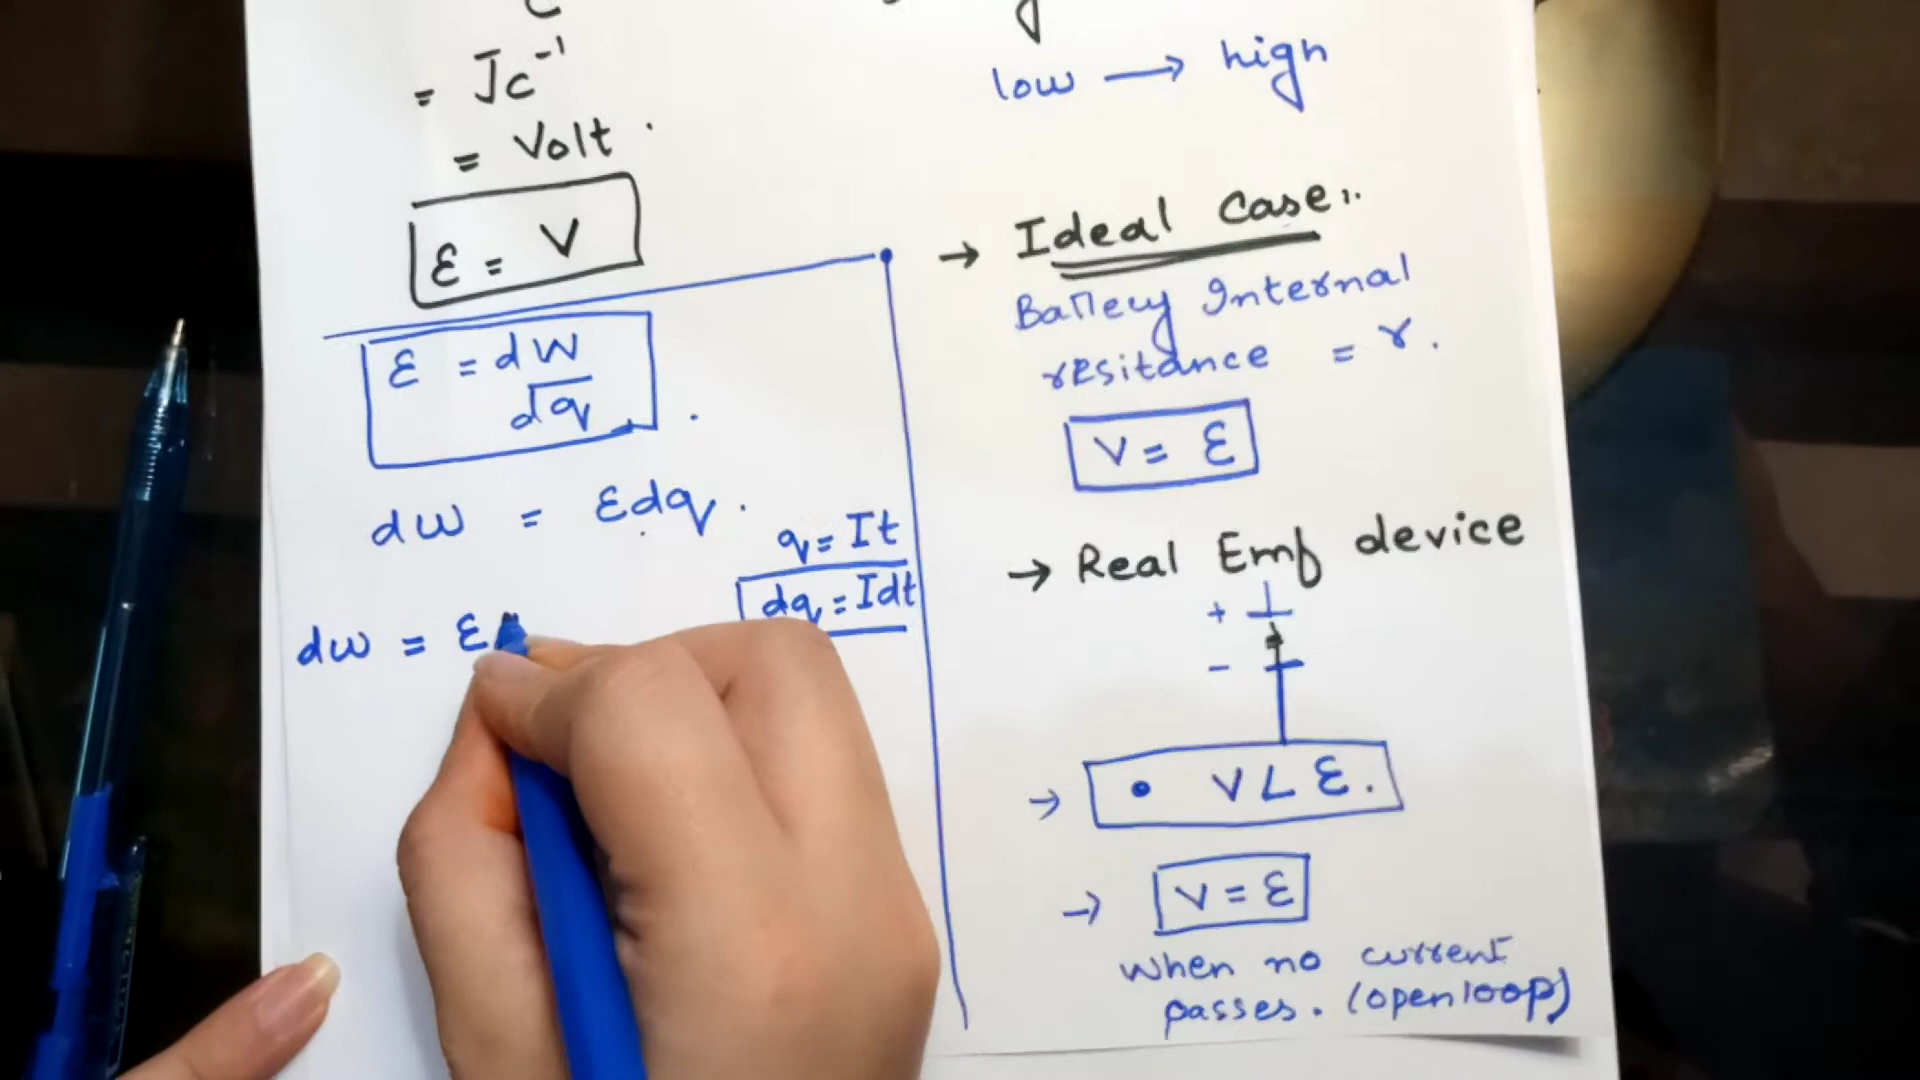 = Jc⁻¹
= Volt .
ε = V
ε = dW
dq .
dw = εdq .
q = It
dq = Idt
dw = ε
low → high
→ Ideal Case :.
Battery Internal
resitance = r .
V = ε
→ Real Emf device
+
-
→ • V < ε .
→ V = ε
when no current
passes . (open loop)